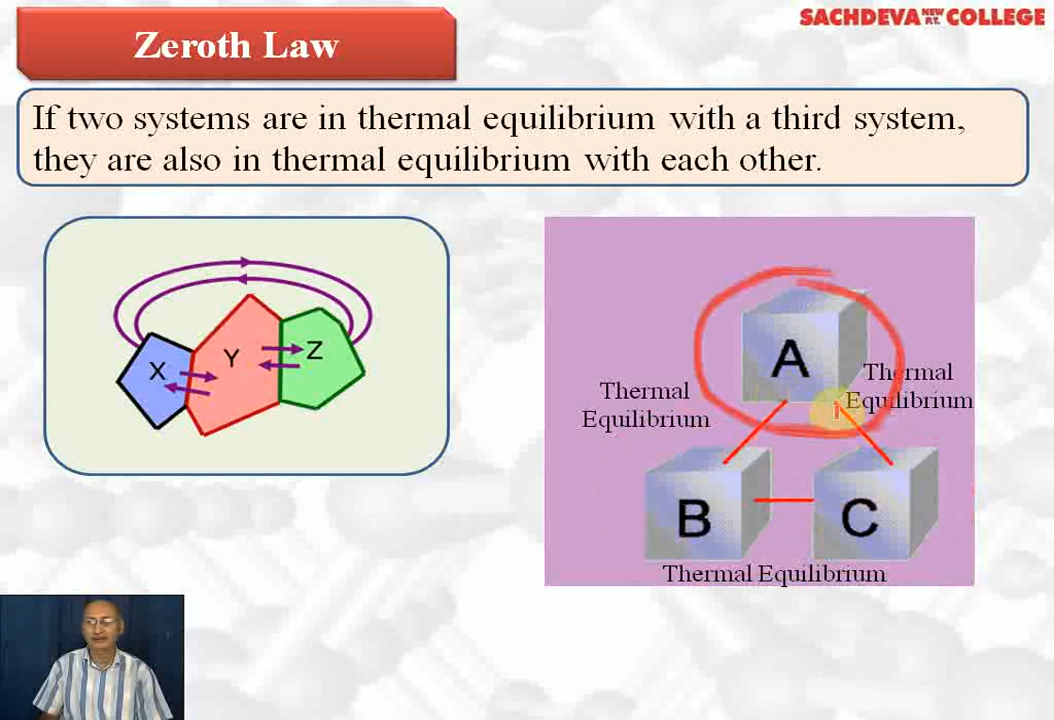 SACHDEVA NEW P.T. COLLEGE
Zeroth Law
If two systems are in thermal equilibrium with a third system,
they are also in thermal equilibrium with each other.
X
Y
Z
A
Thermal
Equilibrium
Thermal
Equilibrium
B
C
Thermal Equilibrium